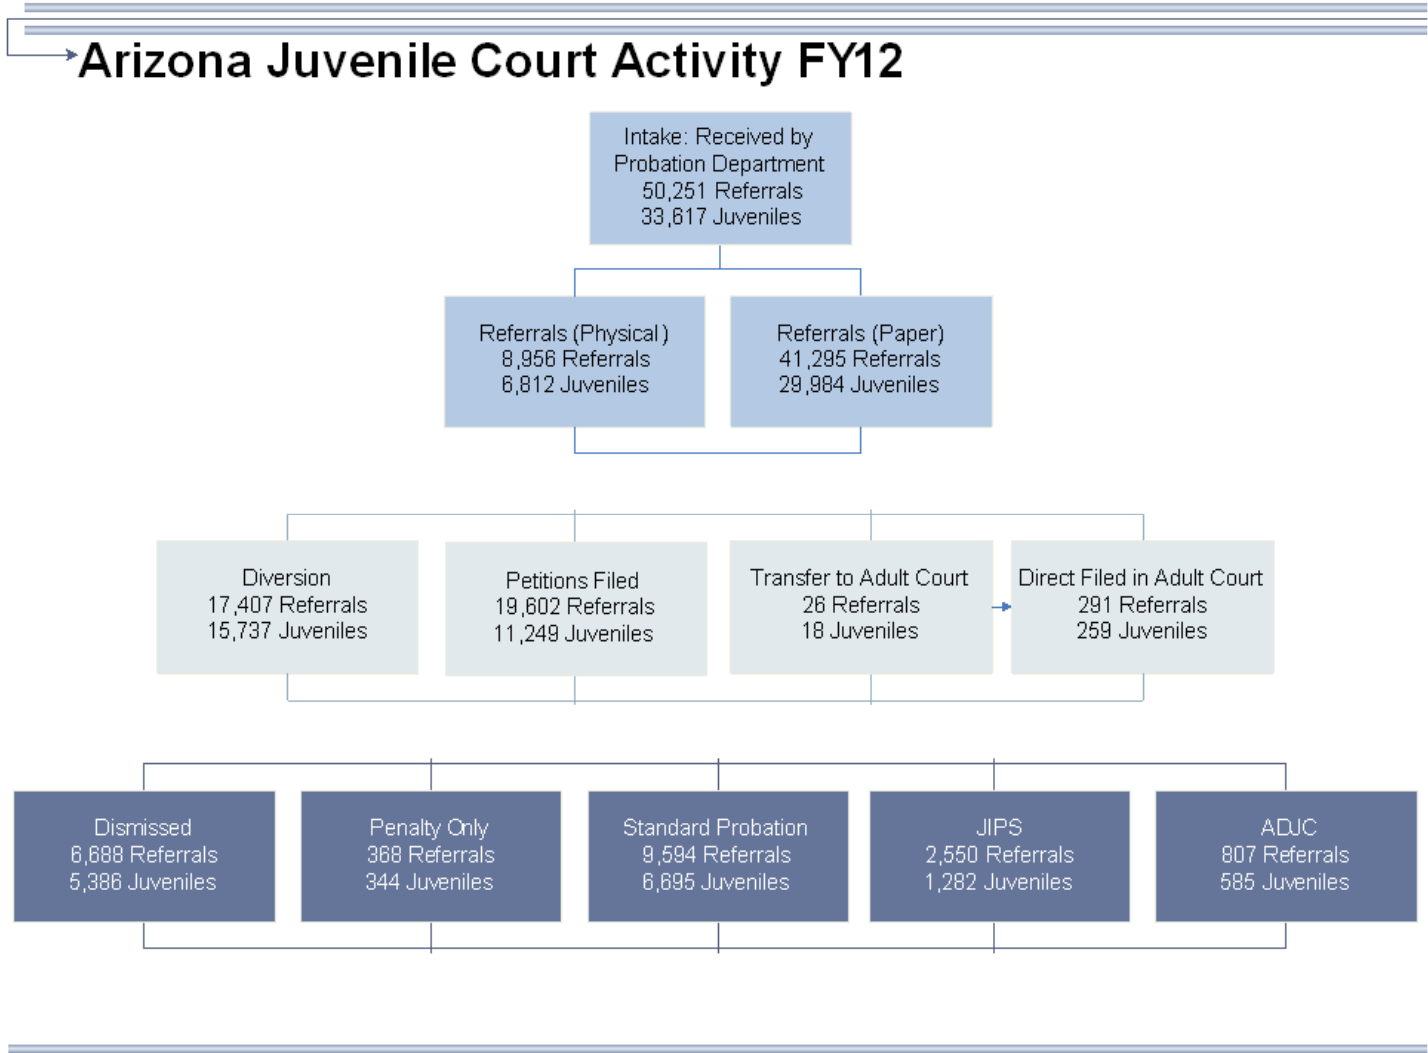 Arizona Juvenile Court Activity FY12
Intake: Received by
Probation Department
50,251 Referrals
33,617 Juveniles
Referrals (Physical)
8,956 Referrals
6,812 Juveniles
Referrals (Paper)
41,295 Referrals
29,984 Juveniles
Diversion
17,407 Referrals
15,737 Juveniles
Petitions Filed
19,602 Referrals
11,249 Juveniles
Transfer to Adult Court
26 Referrals
18 Juveniles
Direct Filed in Adult Court
291 Referrals
259 Juveniles
Dismissed
6,688 Referrals
5,386 Juveniles
Penalty Only
368 Referrals
344 Juveniles
Standard Probation
9,594 Referrals
6,695 Juveniles
JIPS
2,550 Referrals
1,282 Juveniles
ADJC
807 Referrals
585 Juveniles